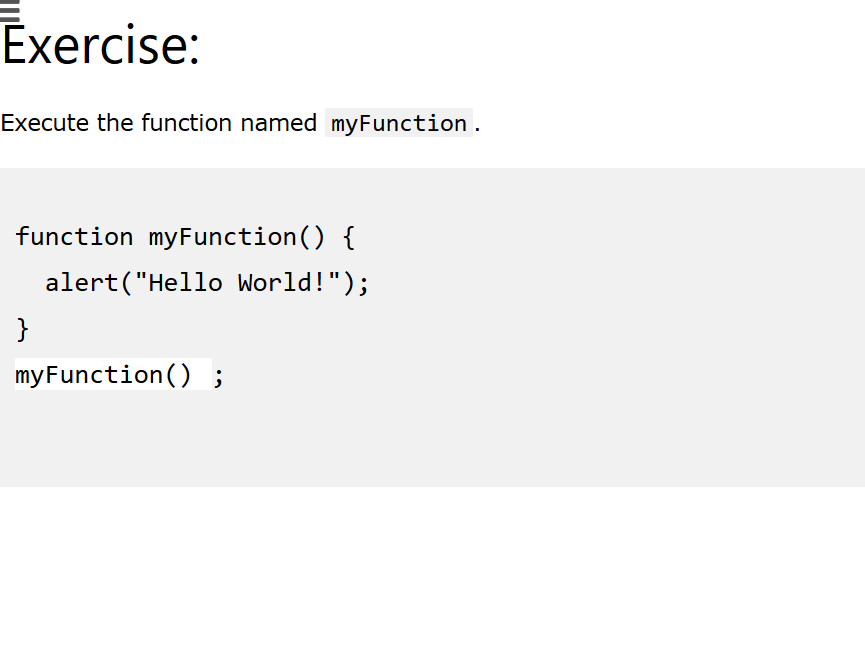 Exercise:
Execute the function named myFunction.
function myFunction() {
  alert("Hello World!");
}
myFunction() ;